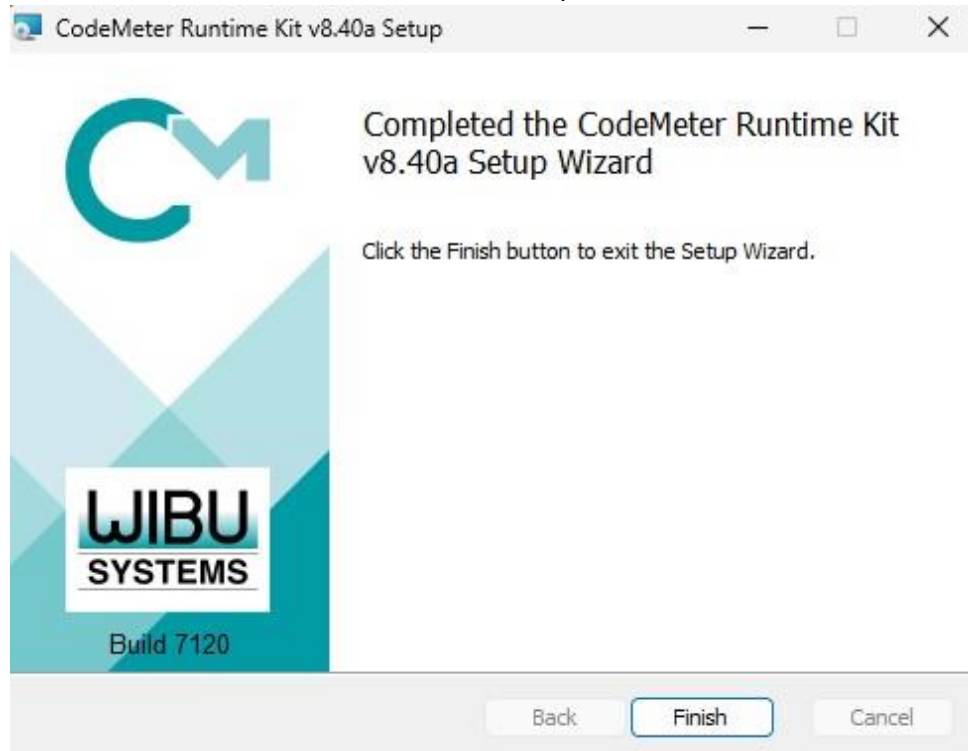 CodeMeter Runtime Kit v8.40a Setup
CM
Completed the CodeMeter Runtime Kit
v8.40a Setup Wizard
Click the Finish button to exit the Setup Wizard.
WIBU
SYSTEMS
Build 7120
Back
Finish
Cancel